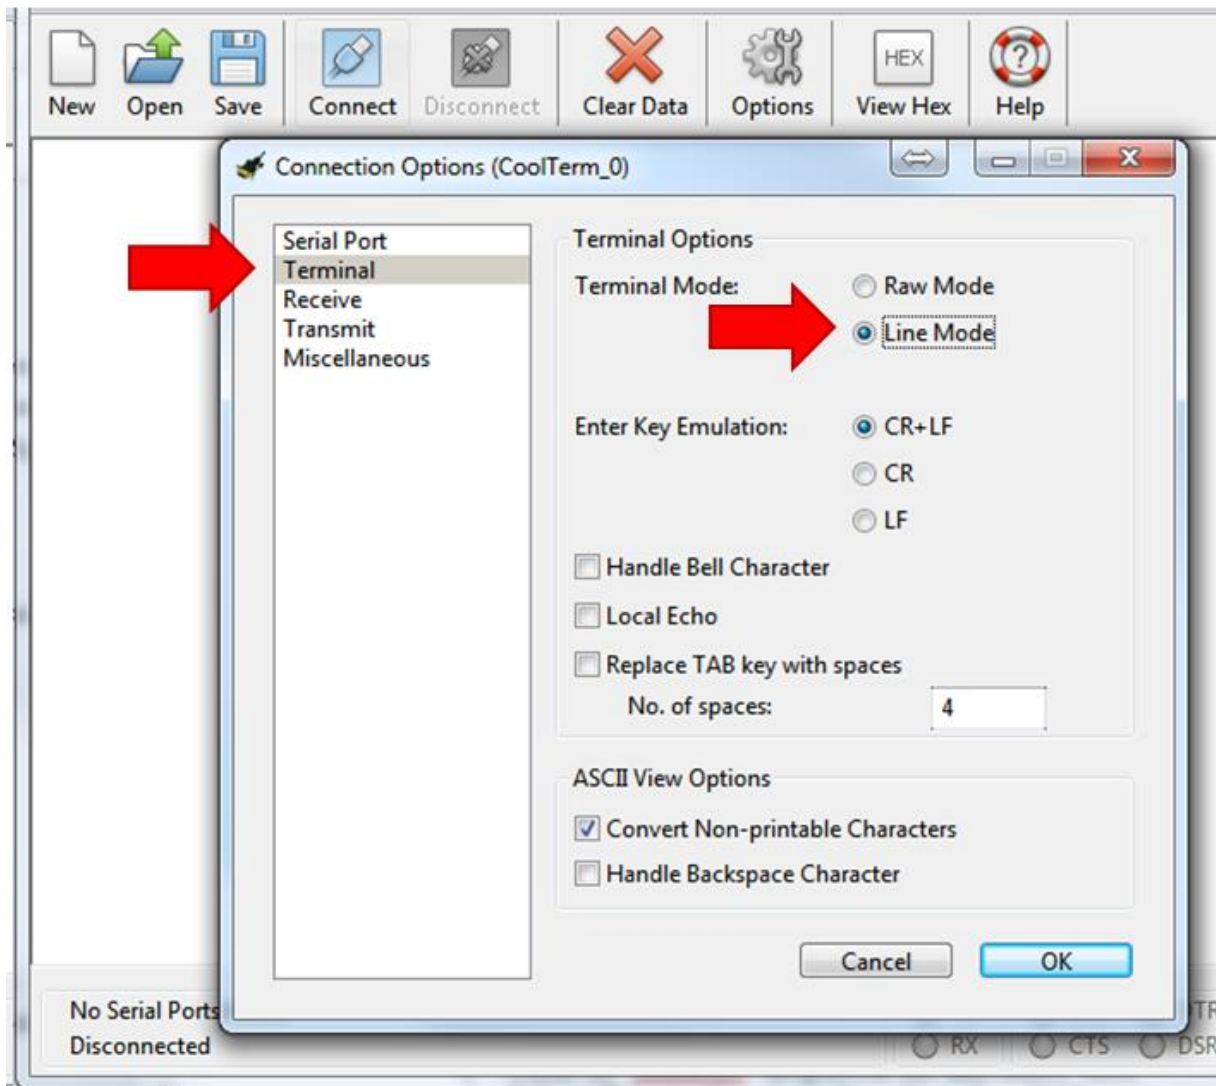 New Open Save Connect Disconnect Clear Data Options View Hex Help
HEX
Connection Options (CoolTerm_0)
Serial Port
Terminal
Receive
Transmit
Miscellaneous
Terminal Options
Terminal Mode:
Raw Mode
Line Mode
Enter Key Emulation:
CR+LF
CR
LF
Handle Bell Character
Local Echo
Replace TAB key with spaces
No. of spaces: 4
ASCII View Options
Convert Non-printable Characters
Handle Backspace Character
Cancel OK
No Serial Ports
Disconnected
RX CTS DSR